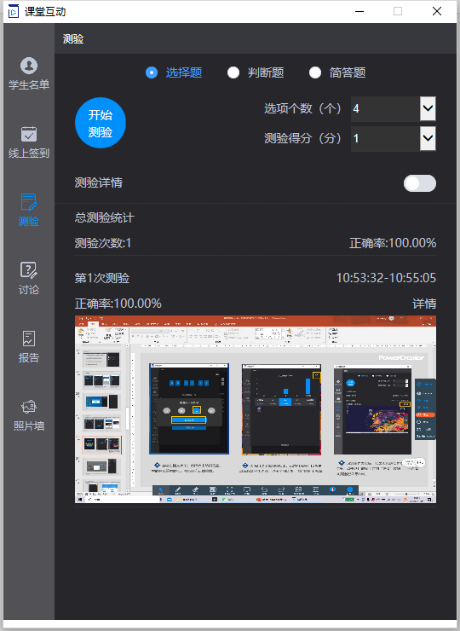 课堂互动
测验
学生名单
线上签到
测验
讨论
报告
照片墙
选择题 判断题 简答题
开始
测验
选项个数（个） 4
测验得分（分） 1
测验详情
总测验统计
测验次数:1 正确率:100.00%
第1次测验 10:53:32-10:55:05
正确率:100.00% 详情
PowerCreator